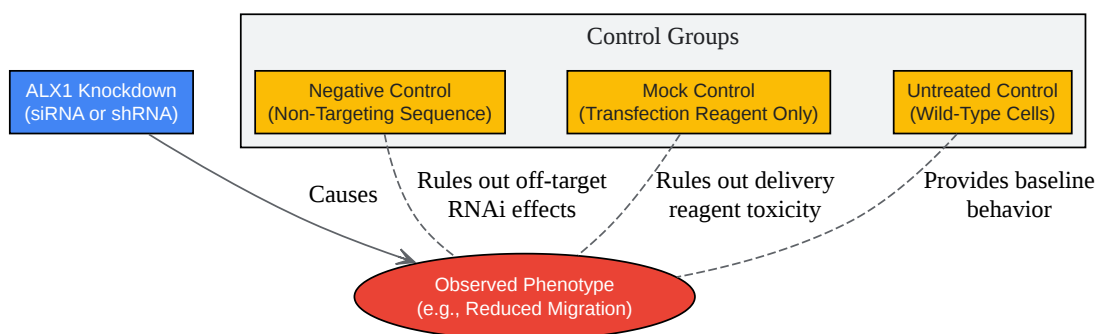 Control Groups
ALX1 Knockdown
(siRNA or shRNA)
Negative Control
(Non-Targeting Sequence)
Mock Control
(Transfection Reagent Only)
Untreated Control
(Wild-Type Cells)
Causes
Rules out off-target
RNAi effects
Rules out delivery
reagent toxicity
Provides baseline
behavior
Observed Phenotype
(e.g., Reduced Migration)